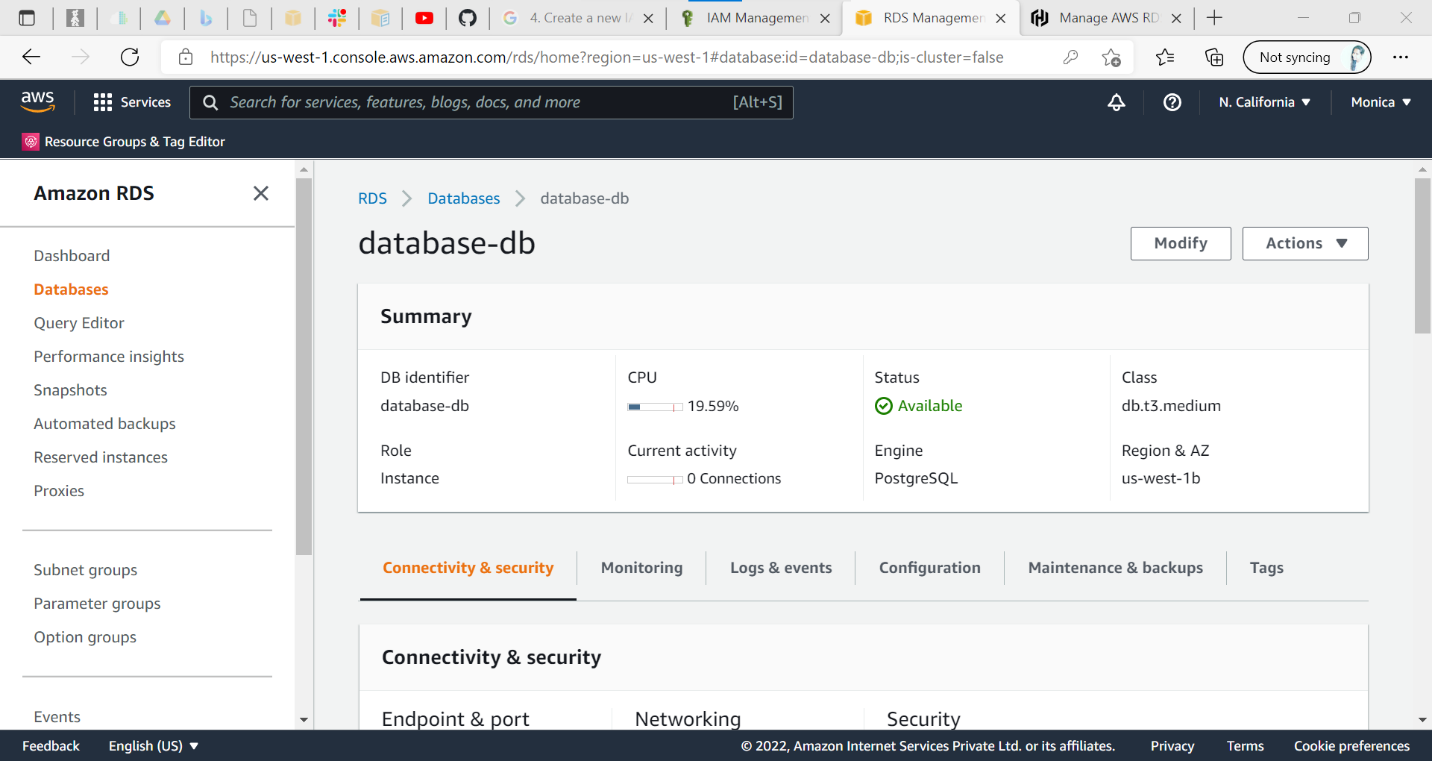 4. Create a new I
IAM Managemen
RDS Managemen
Manage AWS RD
https://us-west-1.console.aws.amazon.com/rds/home?region=us-west-1#database:id=database-db;is-cluster=false
Not syncing
aws
Services
Search for services, features, blogs, docs, and more
[Alt+S]
N. California
Monica
Resource Groups & Tag Editor
Amazon RDS
Dashboard
Databases
Query Editor
Performance insights
Snapshots
Automated backups
Reserved instances
Proxies
Subnet groups
Parameter groups
Option groups
Events
RDS
Databases
database-db
database-db
Modify
Actions
Summary
DB identifier
database-db
CPU
19.59%
Status
Available
Class
db.t3.medium
Role
Instance
Current activity
0 Connections
Engine
PostgreSQL
Region & AZ
us-west-1b
Connectivity & security
Monitoring
Logs & events
Configuration
Maintenance & backups
Tags
Connectivity & security
Endpoint & port
Networking
Security
Feedback
English (US)
© 2022, Amazon Internet Services Private Ltd. or its affiliates.
Privacy
Terms
Cookie preferences